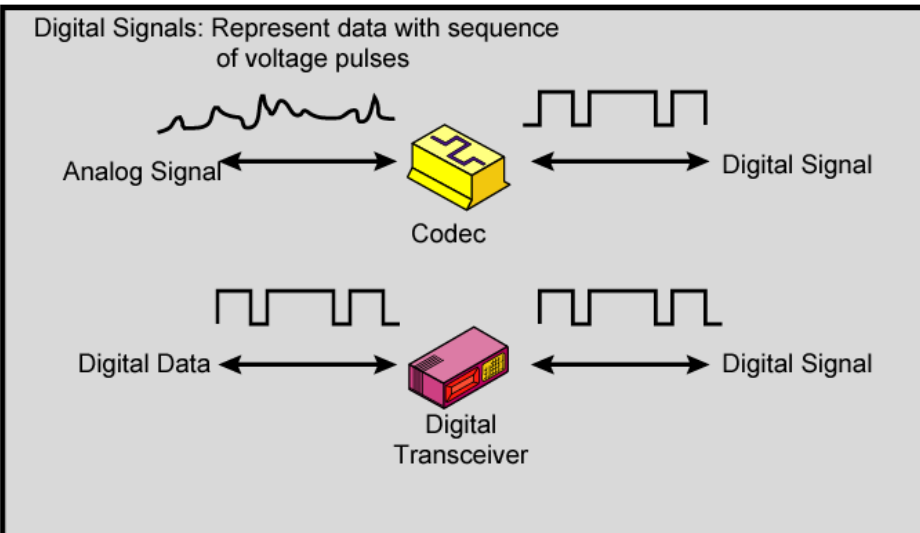 Digital Signals: Represent data with sequence
of voltage pulses
Analog Signal
Digital Signal
Codec
Digital Data
Digital Signal
Digital
Transceiver